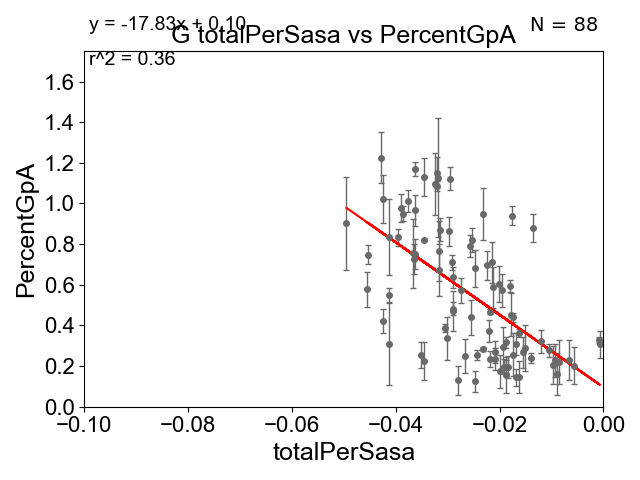 y = -17.83x + 0.10
G totalPerSasa vs PercentGpA
N = 88
r^2 = 0.36
1.6
1.4
1.2
1.0
0.8
0.6
0.4
0.2
0.0
PercentGpA
−0.10 −0.08 −0.06 −0.04 −0.02 0.00
totalPerSasa